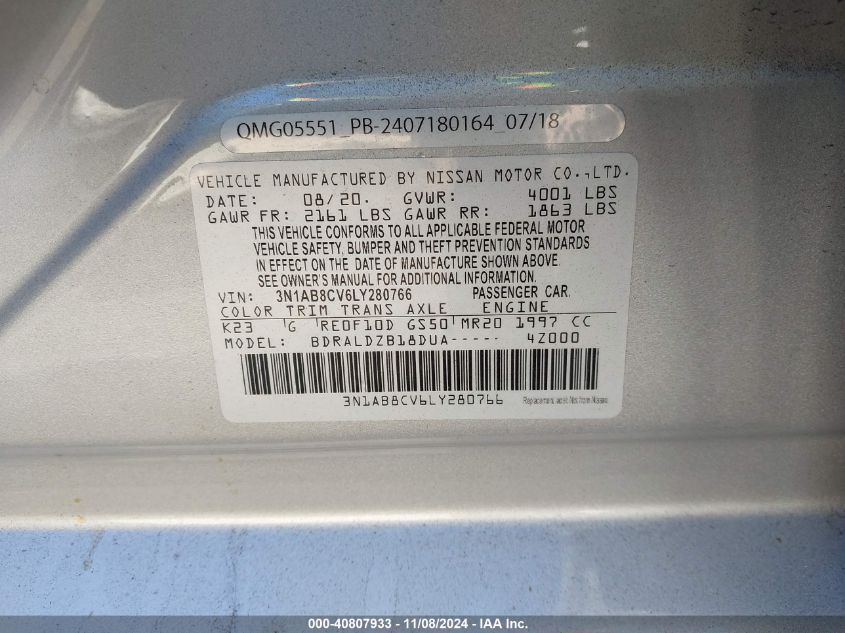 QMG05551_PB-2407180164_07/18
VEHICLE MANUFACTURED BY NISSAN MOTOR CO.,LTD.
DATE: 08/20. GVWR: 4001 LBS
GAWR FR: 2161 LBS GAWR RR: 1863 LBS
THIS VEHICLE CONFORMS TO ALL APPLICABLE FEDERAL MOTOR
VEHICLE SAFETY, BUMPER AND THEFT PREVENTION STANDARDS
IN EFFECT ON THE DATE OF MANUFACTURE SHOWN ABOVE.
SEE OWNER'S MANUAL FOR ADDITIONAL INFORMATION.
VIN: 3N1AB8CV6LY280766 PASSENGER CAR.
COLOR TRIM TRANS AXLE ENGINE
K23 G RE0F10D GS50 MR20 1997 CC
MODEL: BDRALDZB18DUA----- 4Z000
3N1AB8CV6LY280766
Replacement label: Not from Nissan
000-40807933 - 11/08/2024 - IAA Inc.